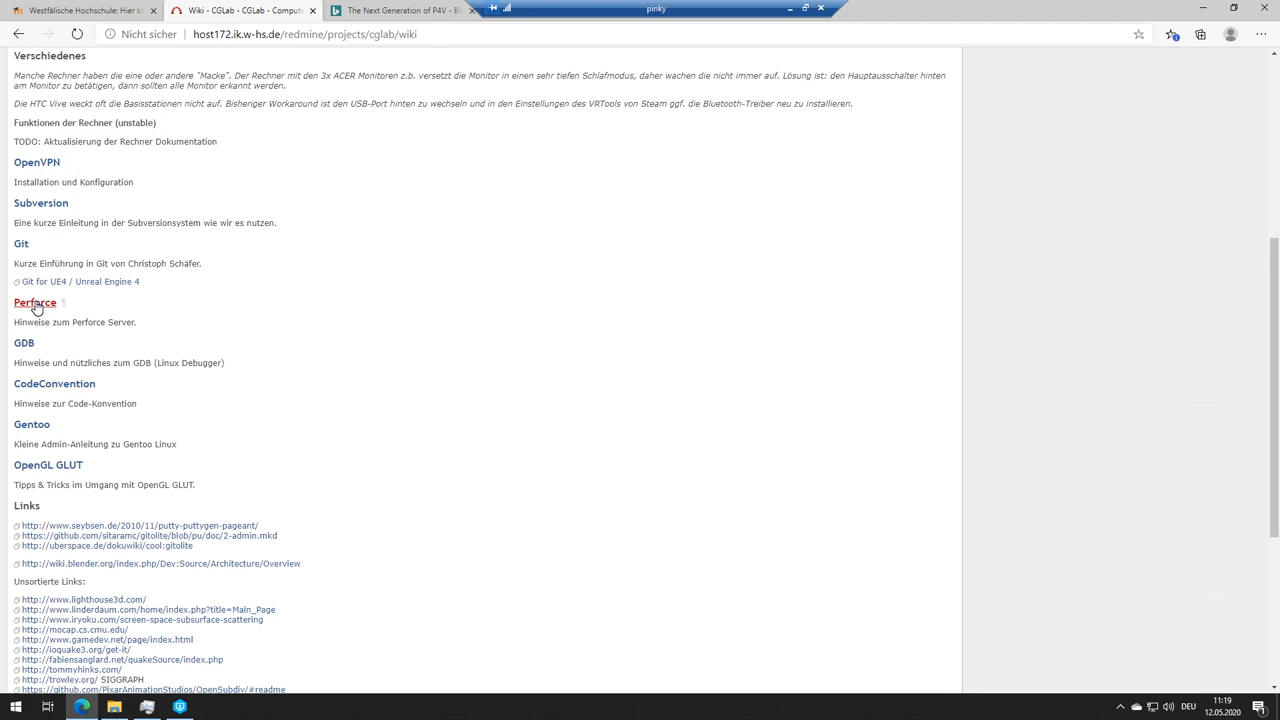 Westfälische Hochschule: Hier kö
Wiki - CGLab - CGLab - Compute
The Next Generation of P4V - Bi
pinky
Nicht sicher
host172.ik.w-hs.de/redmine/projects/cglab/wiki
Verschiedenes
Manche Rechner haben die eine oder andere "Macke". Der Rechner mit den 3x ACER Monitoren z.b. versetzt die Monitor in einen sehr tiefen Schlafmodus, daher wachen die nicht immer auf. Lösung ist: den Hauptausschalter hinten
am Monitor zu betätigen, dann sollten alle Monitor erkannt werden.
Die HTC Vive weckt oft die Basisstationen nicht auf. Bisheriger Workaround ist den USB-Port hinten zu wechseln und in den Einstellungen des VRTools von Steam ggf. die Bluetooth-Treiber neu zu installieren.
Funktionen der Rechner (unstable)
TODO: Aktualisierung der Rechner Dokumentation
OpenVPN
Installation und Konfiguration
Subversion
Eine kurze Einleitung in der Subversionsystem wie wir es nutzen.
Git
Kurze Einführung in Git von Christoph Schäfer.
Git for UE4 / Unreal Engine 4
Perforce ¶
Hinweise zum Perforce Server.
GDB
Hinweise und nützliches zum GDB (Linux Debugger)
CodeConvention
Hinweise zur Code-Konvention
Gentoo
Kleine Admin-Anleitung zu Gentoo Linux
OpenGL GLUT
Tipps & Tricks im Umgang mit OpenGL GLUT.
Links
http://www.seybsen.de/2010/11/putty-puttygen-pageant/
https://github.com/sitaramc/gitolite/blob/pu/doc/2-admin.mkd
http://uberspace.de/dokuwiki/cool:gitolite
http://wiki.blender.org/index.php/Dev:Source/Architecture/Overview
Unsortierte Links:
http://www.lighthouse3d.com/
http://www.linderdaum.com/home/index.php?title=Main_Page
http://www.iryoku.com/screen-space-subsurface-scattering
http://mocap.cs.cmu.edu/
http://www.gamedev.net/page/index.html
http://ioquake3.org/get-it/
http://fabiensanglard.net/quakeSource/index.php
http://tommyhinks.com/
http://trowley.org/ SIGGRAPH
https://github.com/PixarAnimationStudios/OpenSubdiv/#readme
DEU
11:19
12.05.2020